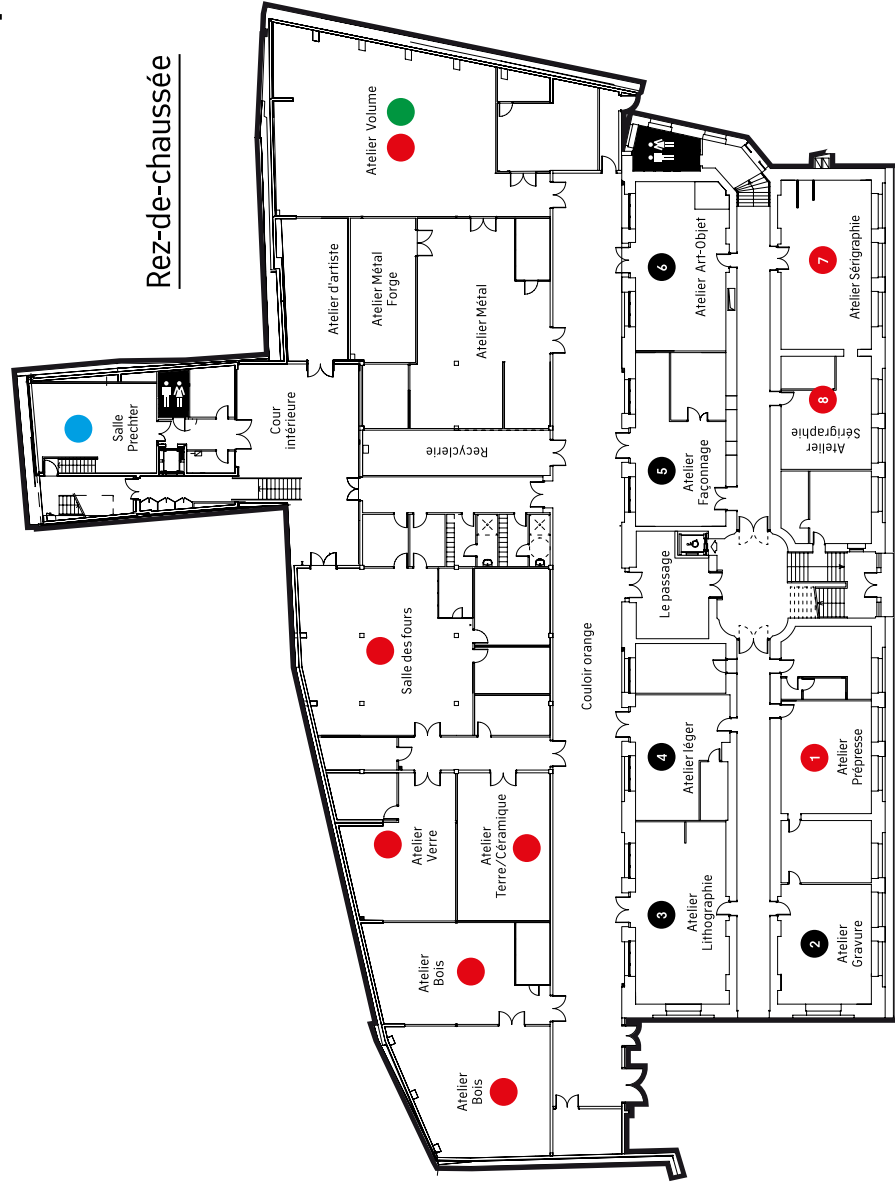 Rez-de-chaussée
Atelier Volume
Atelier d'artiste
Atelier Métal
Forge
Atelier Métal
Salle
Prechter
Cour
intérieure
Recyclerie
Salle des fours
Atelier
Verre
Atelier
Terre/Céramique
Atelier
Bois
Atelier
Bois
Couloir orange
6
Atelier Art-Objet
5
Atelier
Façonnage
Le passage
4
Atelier léger
3
Atelier
Lithographie
7
Atelier Sérigraphie
8
Atelier
Sérigraphie
1
Atelier
Prépresse
2
Atelier
Gravure